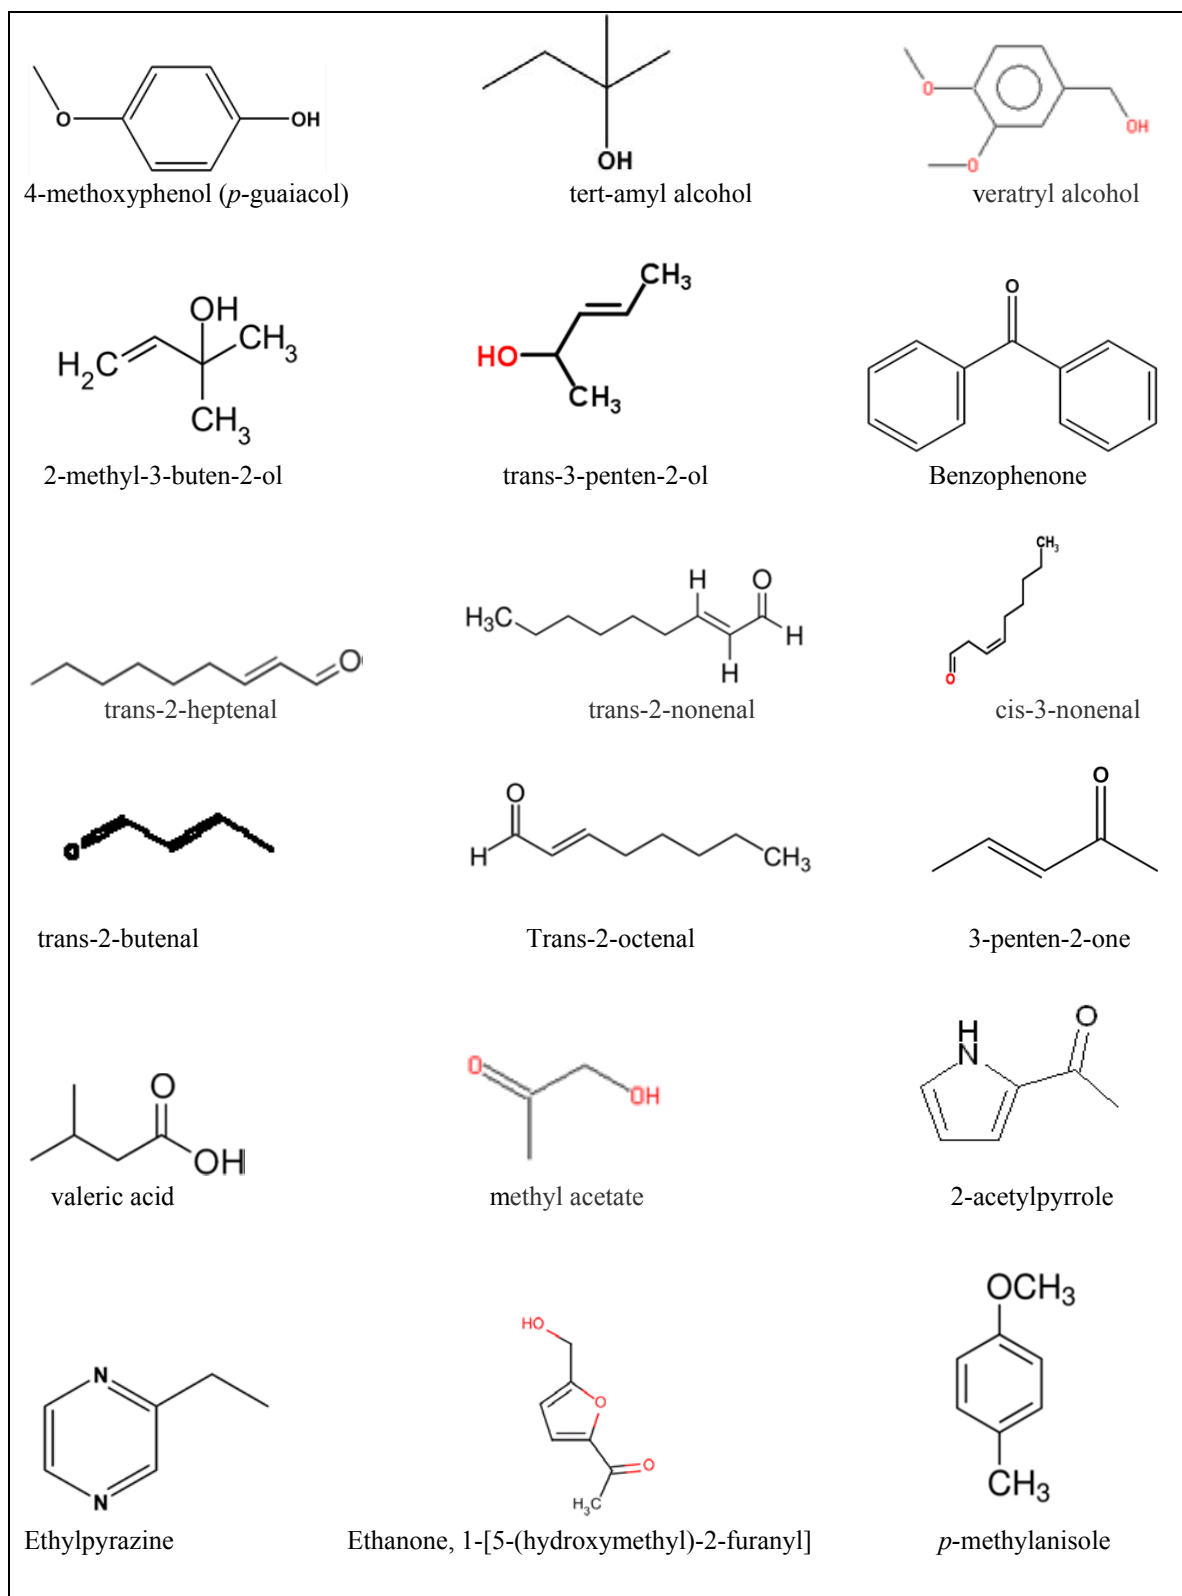 O OH
4-methoxyphenol (p-guaiacol)
OH
tert-amyl alcohol
O O OH
veratryl alcohol
OH
H2C CH3
CH3
2-methyl-3-buten-2-ol
CH3
HO
CH3
trans-3-penten-2-ol
O
Benzophenone
O
trans-2-heptenal
H O
H3C H
H
trans-2-nonenal
CH3
O
cis-3-nonenal
O
trans-2-butenal
O
H CH3
Trans-2-octenal
O
3-penten-2-one
O
OH
valeric acid
O OH
methyl acetate
H
N O
2-acetylpyrrole
N
N
Ethylpyrazine
HO
O
O
H3C
Ethanone, 1-[5-(hydroxymethyl)-2-furanyl]
OCH3
CH3
p-methylanisole